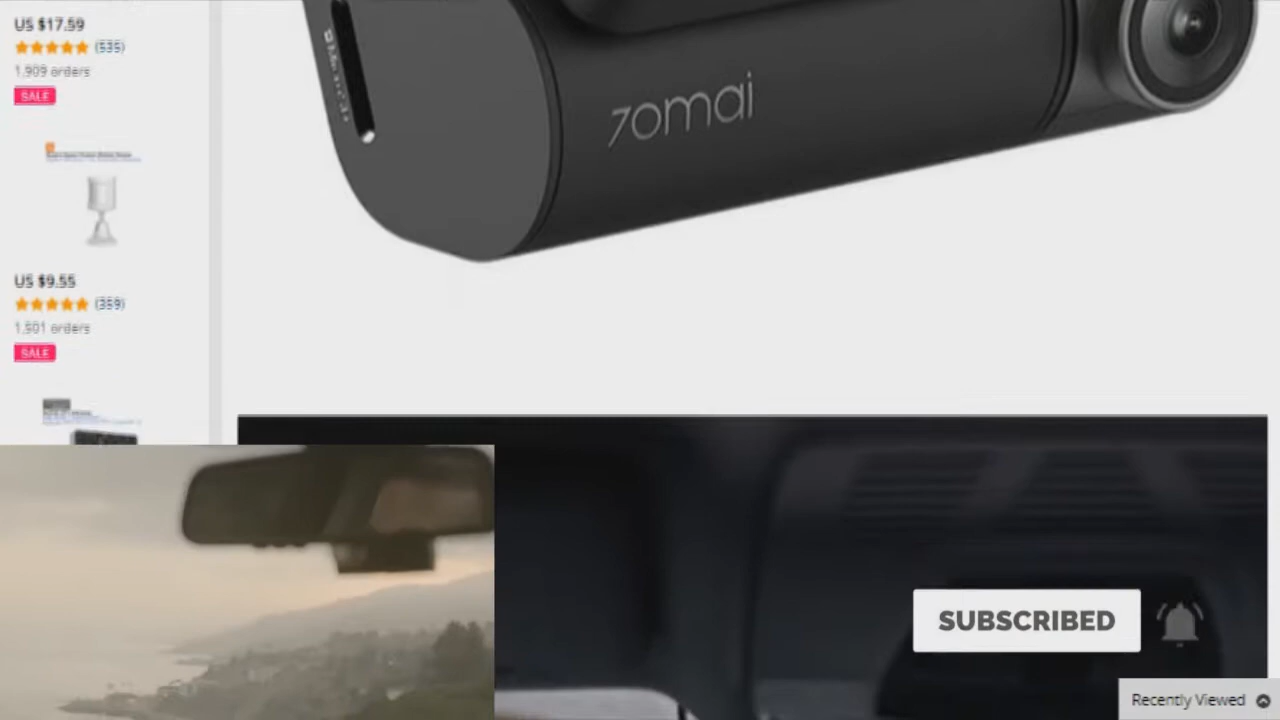 US $17.59
(535)
1,909 orders
SALE
US $9.55
(359)
1,501 orders
SALE
70mai
SUBSCRIBED
Recently Viewed